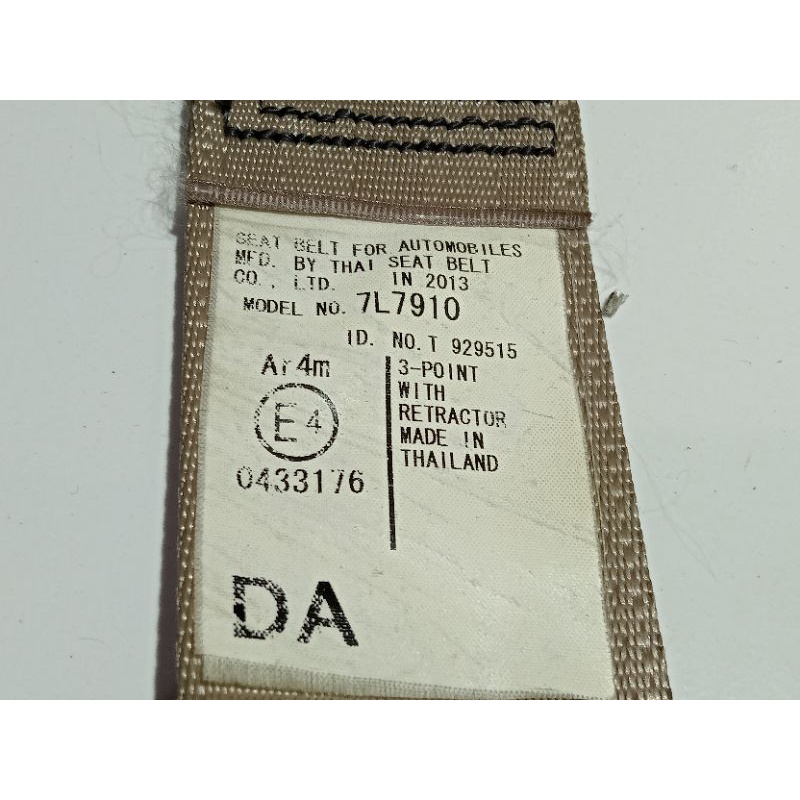 SEAT BELT FOR AUTOMOBILES
MFD. BY THAI SEAT BELT
CO., LTD. IN 2013
MODEL NO. 7L7910
ID. NO. T 929515
Ar4m
E4
0433176
3-POINT
WITH
RETRACTOR
MADE IN
THAILAND
DA